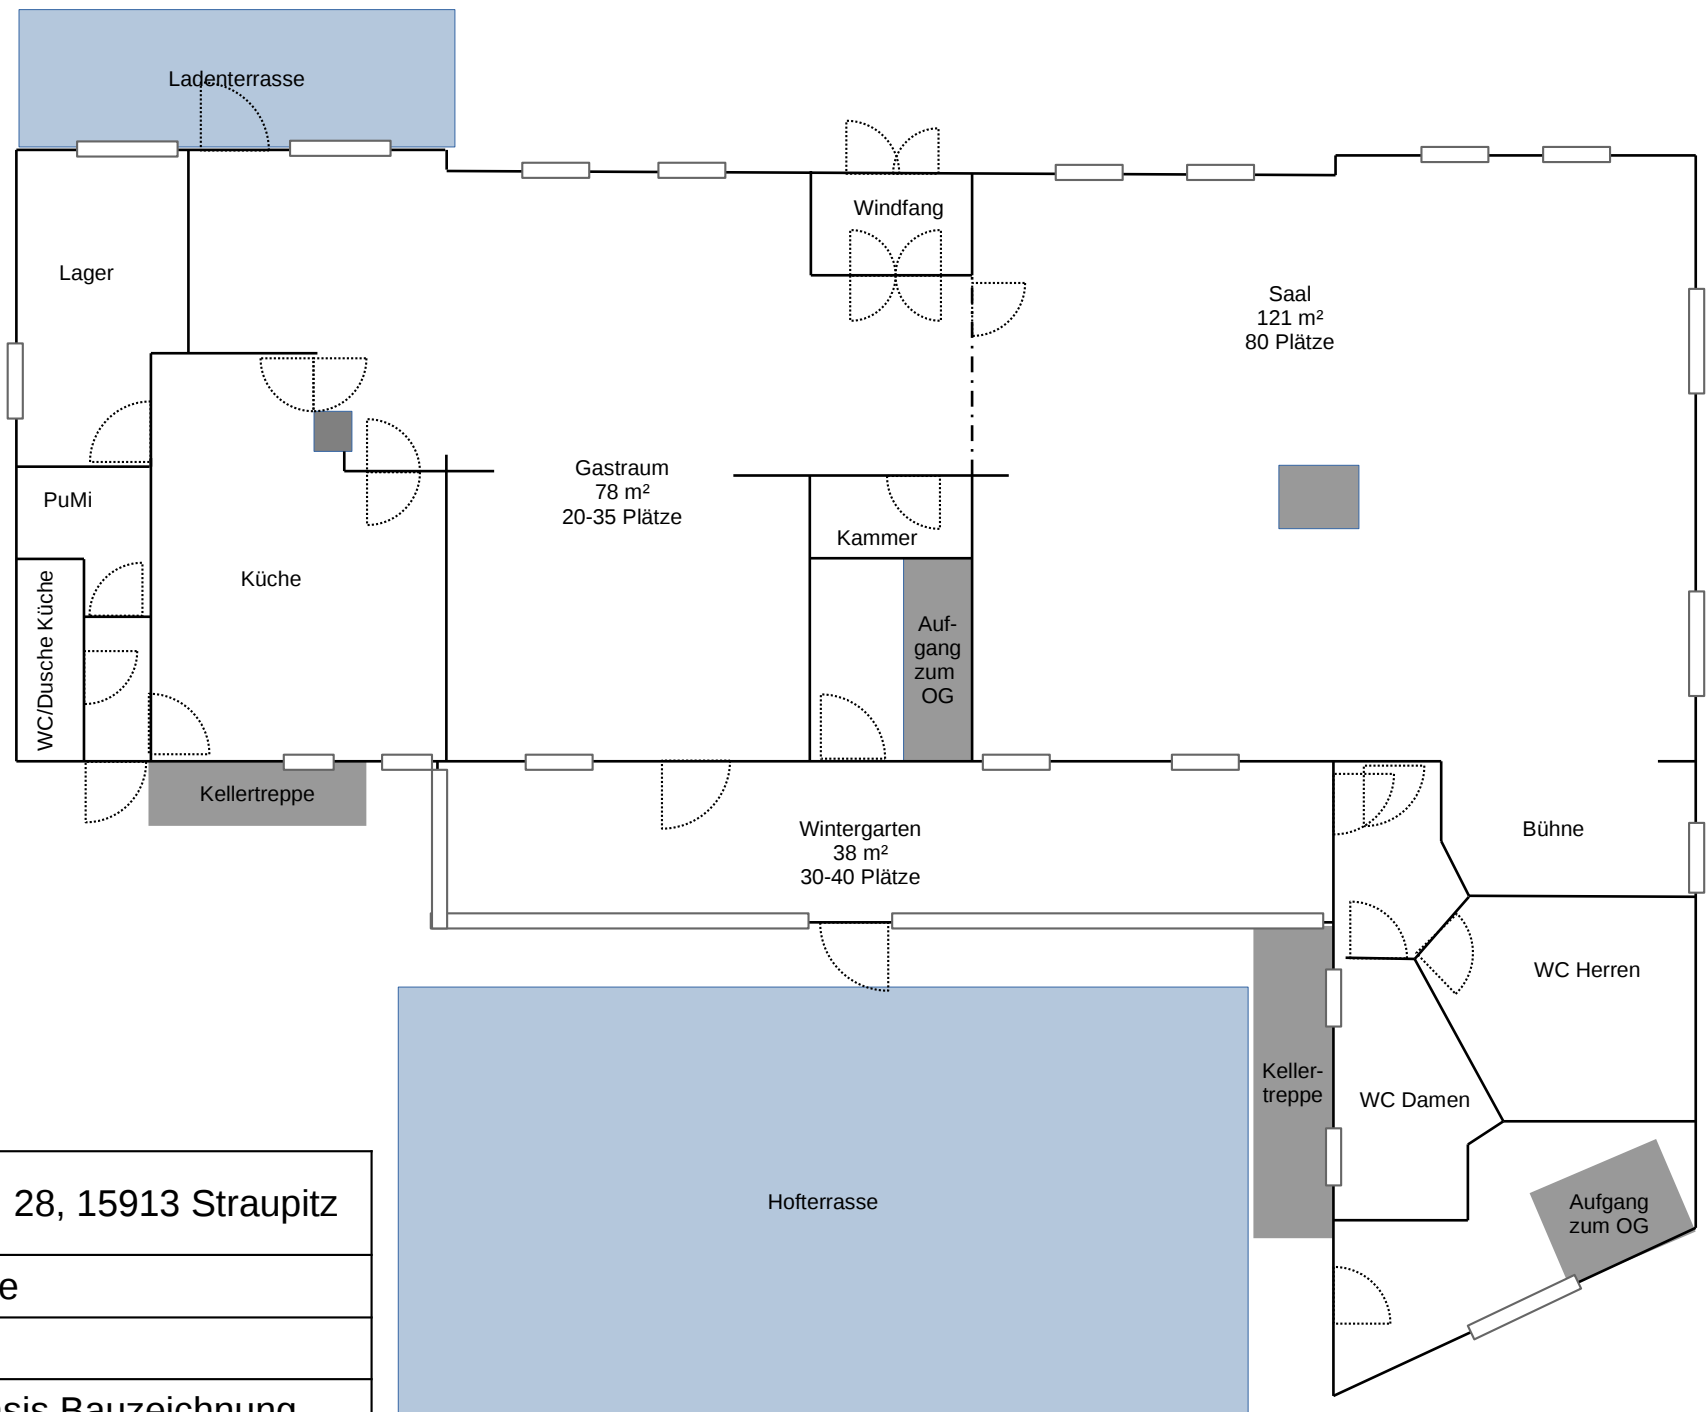 Ladenterrasse
Windfang
Lager
Saal
121 m²
80 Plätze
Gastraum
78 m²
20-35 Plätze
PuMi
Kammer
Küche
WC/Dusche Küche
Auf-
gang
zum
OG
Kellertreppe
Wintergarten
38 m²
30-40 Plätze
Bühne
WC Herren
Keller-
treppe
WC Damen
Hofterrasse
Aufgang
zum OG
28, 15913 Straupitz
e
sis Bauzeichnung